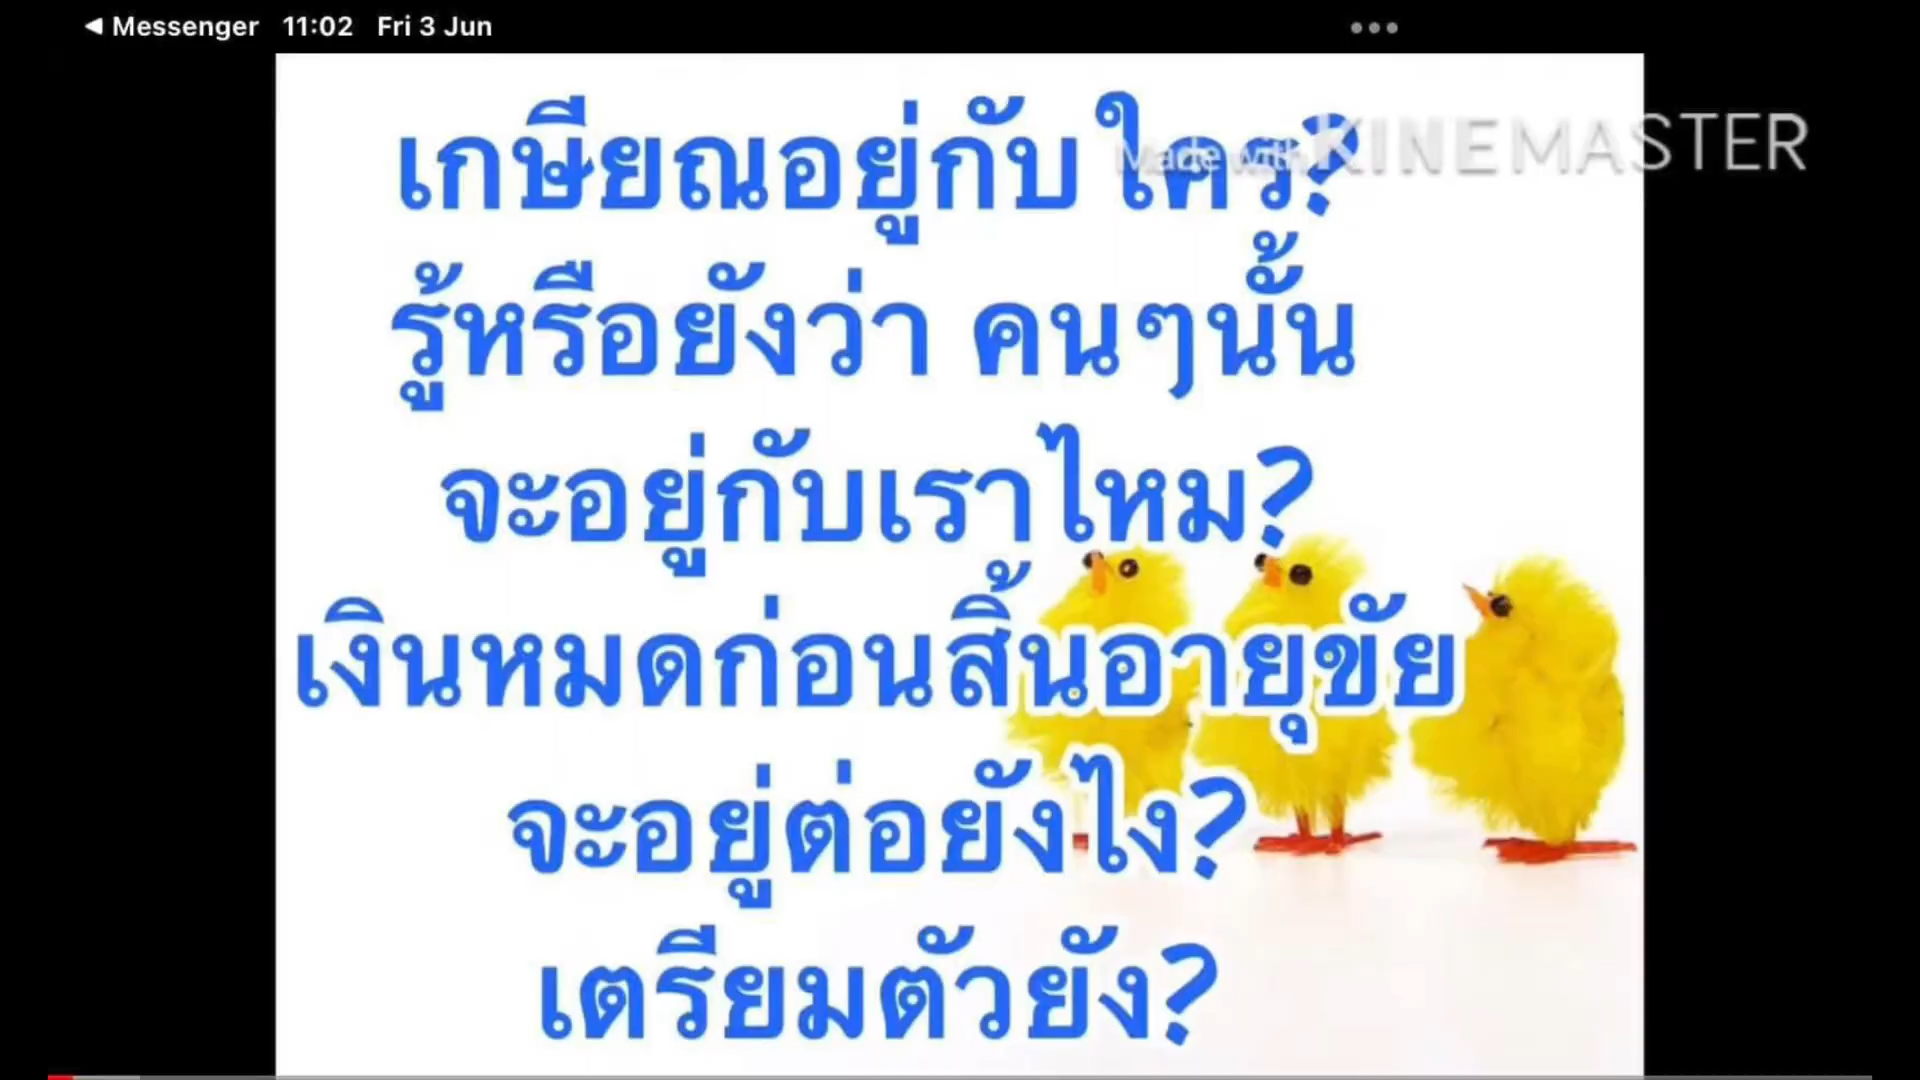 ◀ Messenger 11:02 Fri 3 Jun
Made with KINEMASTER
เกษียณอยู่กับ ใคร?
รู้หรือยังว่า คนๆนั้น
จะอยู่กับเราไหม?
เงินหมดก่อนสิ้นอายุขัย
จะอยู่ต่อยังไง?
เตรียมตัวยัง?